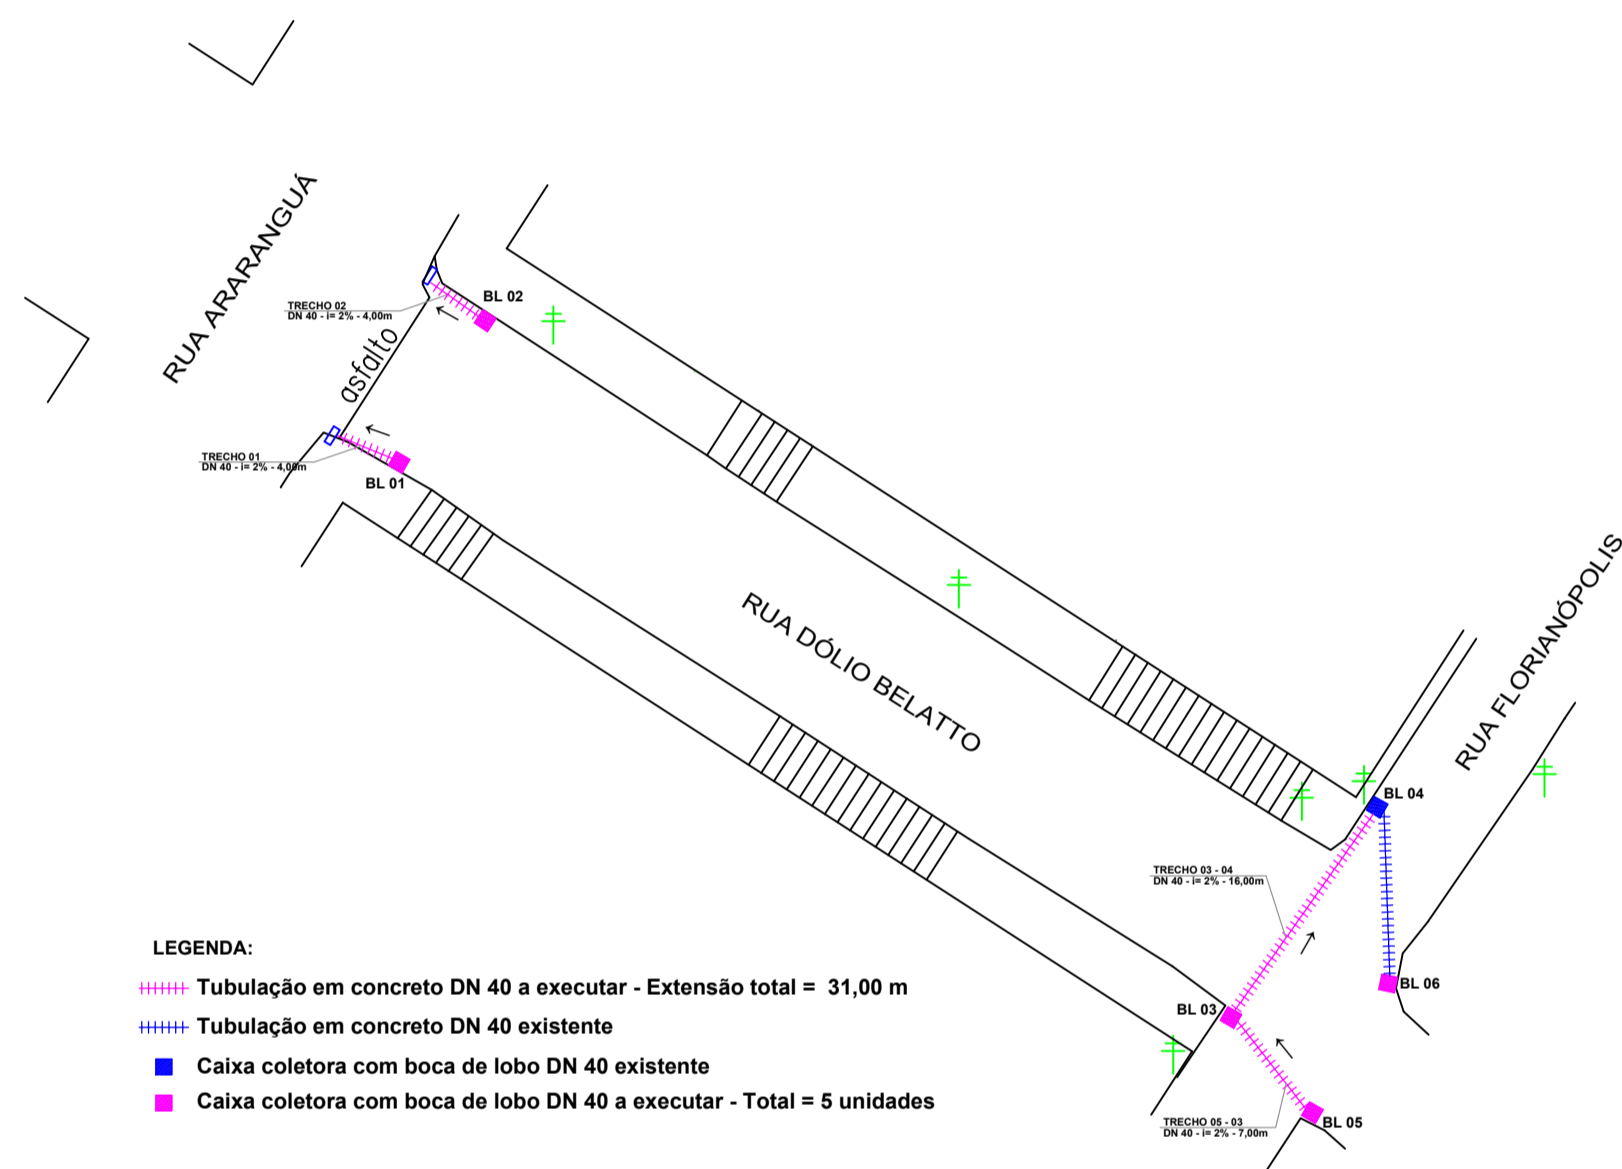 RUA ARARANGUÁ
TRECHO 02
DN 40 - i= 2% - 4,00m
BL 02
asfalto
TRECHO 01
DN 40 - i= 2% - 4,00m
BL 01
RUA DÓLIO BELATTO
RUA FLORIANÓPOLIS
BL 04
TRECHO 03 - 04
DN 40 - i= 2% - 16,00m
BL 06
BL 03
TRECHO 05 - 03
DN 40 - i= 2% - 7,00m
BL 05
LEGENDA:
Tubulação em concreto DN 40 a executar - Extensão total = 31,00 m
Tubulação em concreto DN 40 existente
Caixa coletora com boca de lobo DN 40 existente
Caixa coletora com boca de lobo DN 40 a executar - Total = 5 unidades